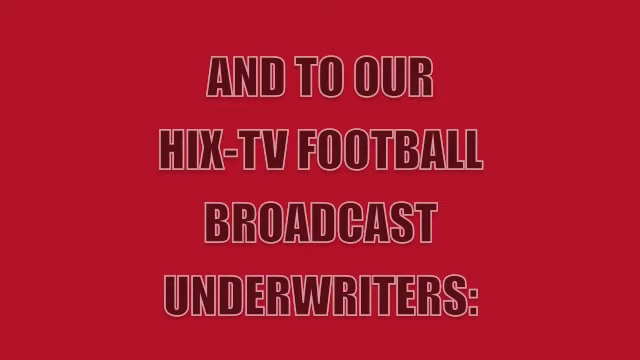 AND TO OUR
HIX-TV FOOTBALL
BROADCAST
UNDERWRITERS: